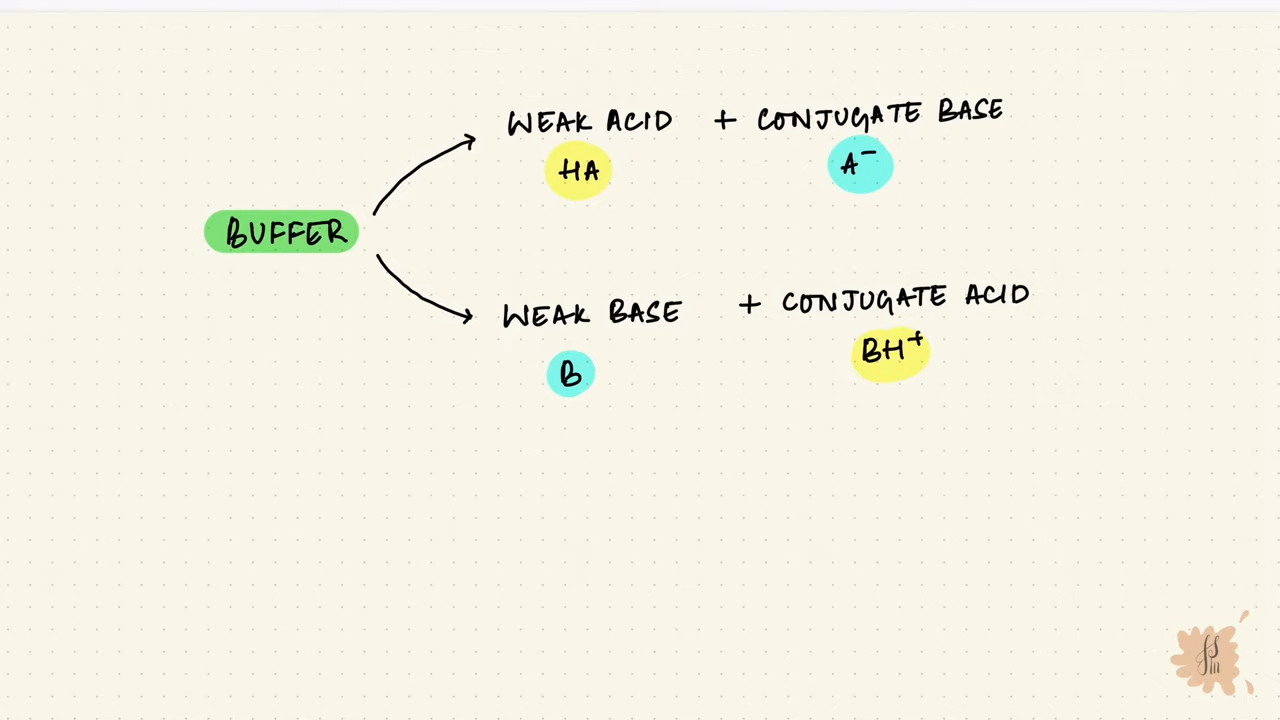 WEAK ACID + CONJUGATE BASE
HA A⁻
BUFFER
WEAK BASE + CONJUGATE ACID
B BH⁺